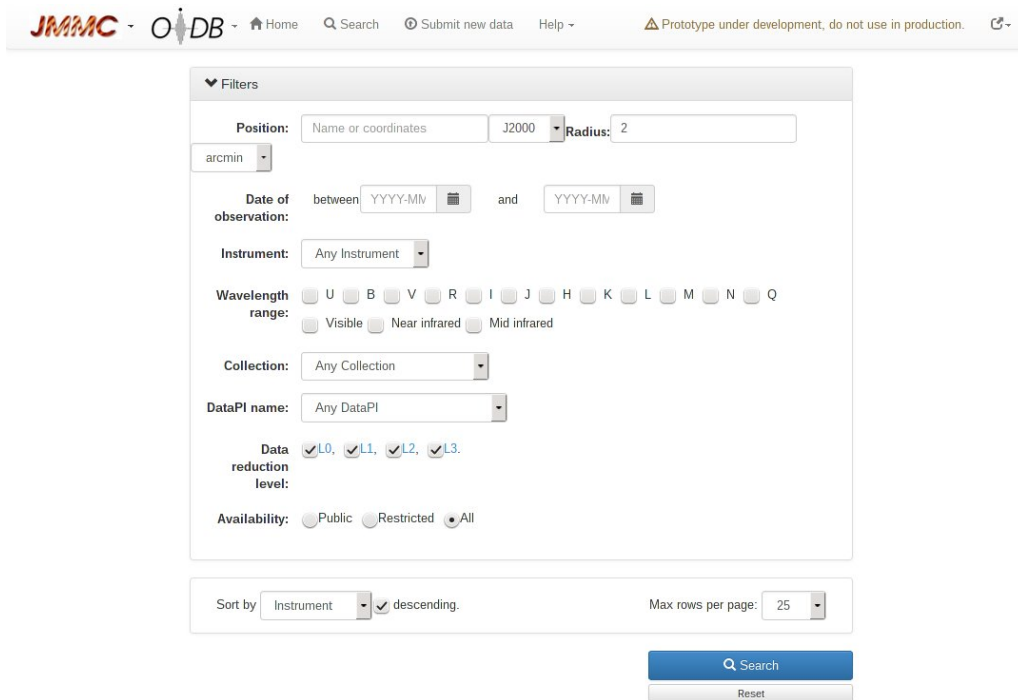 JMMC OiDB Home Search Submit new data Help Prototype under development, do not use in production.
Filters
Position: Name or coordinates J2000 Radius: 2
arcmin
Date of observation: between YYYY-MM and YYYY-MM
Instrument: Any Instrument
Wavelength range: U B V R I J H K L M N Q
Visible Near infrared Mid infrared
Collection: Any Collection
DataPI name: Any DataPI
Data reduction level: L0, L1, L2, L3.
Availability: Public Restricted All
Sort by Instrument descending. Max rows per page: 25
Search
Reset